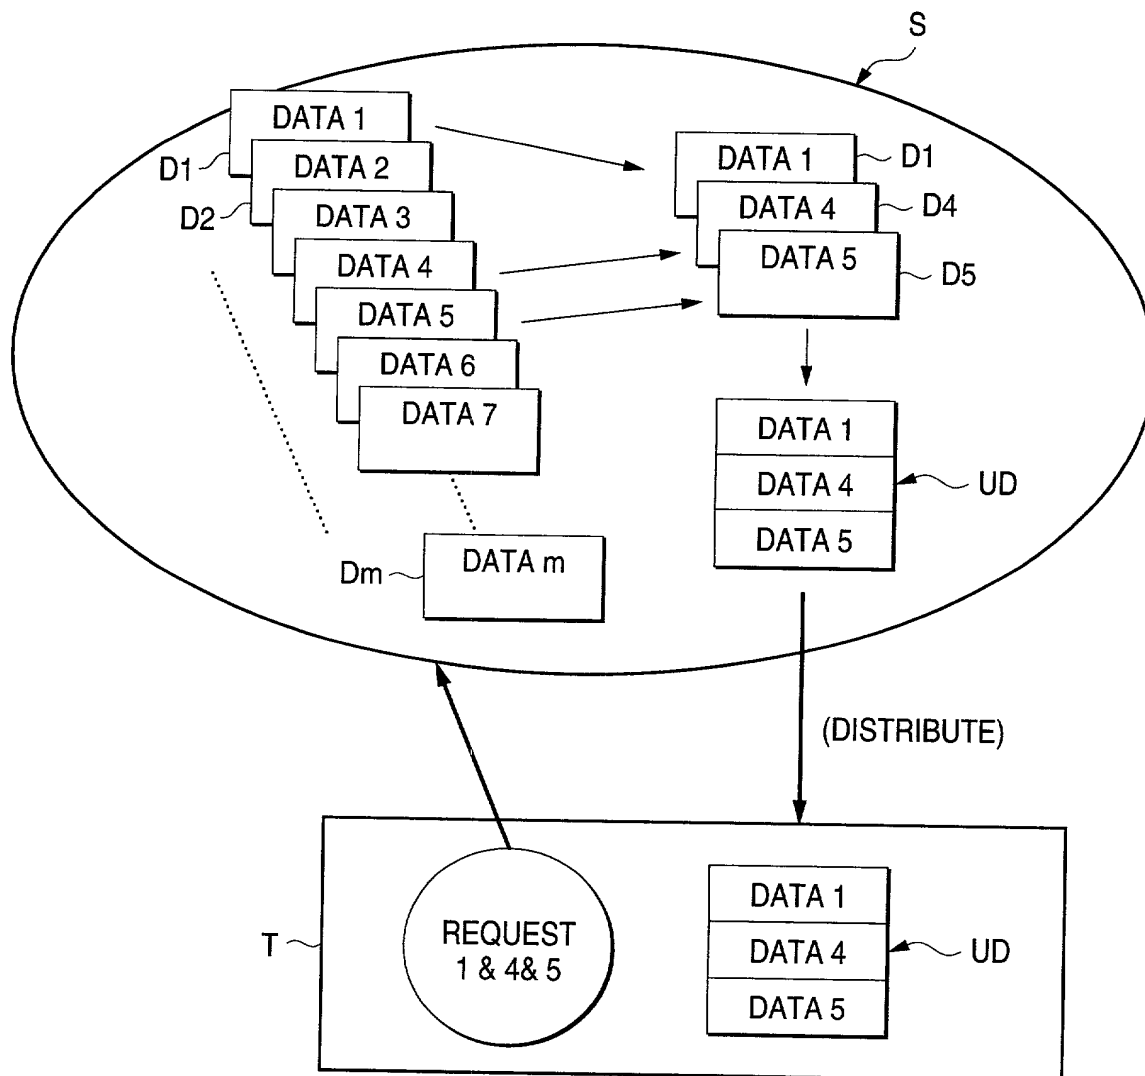 S
DATA 1
D1
DATA 2
D2
DATA 3
DATA 4
DATA 5
DATA 6
DATA 7
Dm
DATA m
DATA 1
D1
DATA 4
D4
DATA 5
D5
DATA 1
DATA 4
UD
DATA 5
(DISTRIBUTE)
T
REQUEST
1 & 4& 5
DATA 1
DATA 4
UD
DATA 5